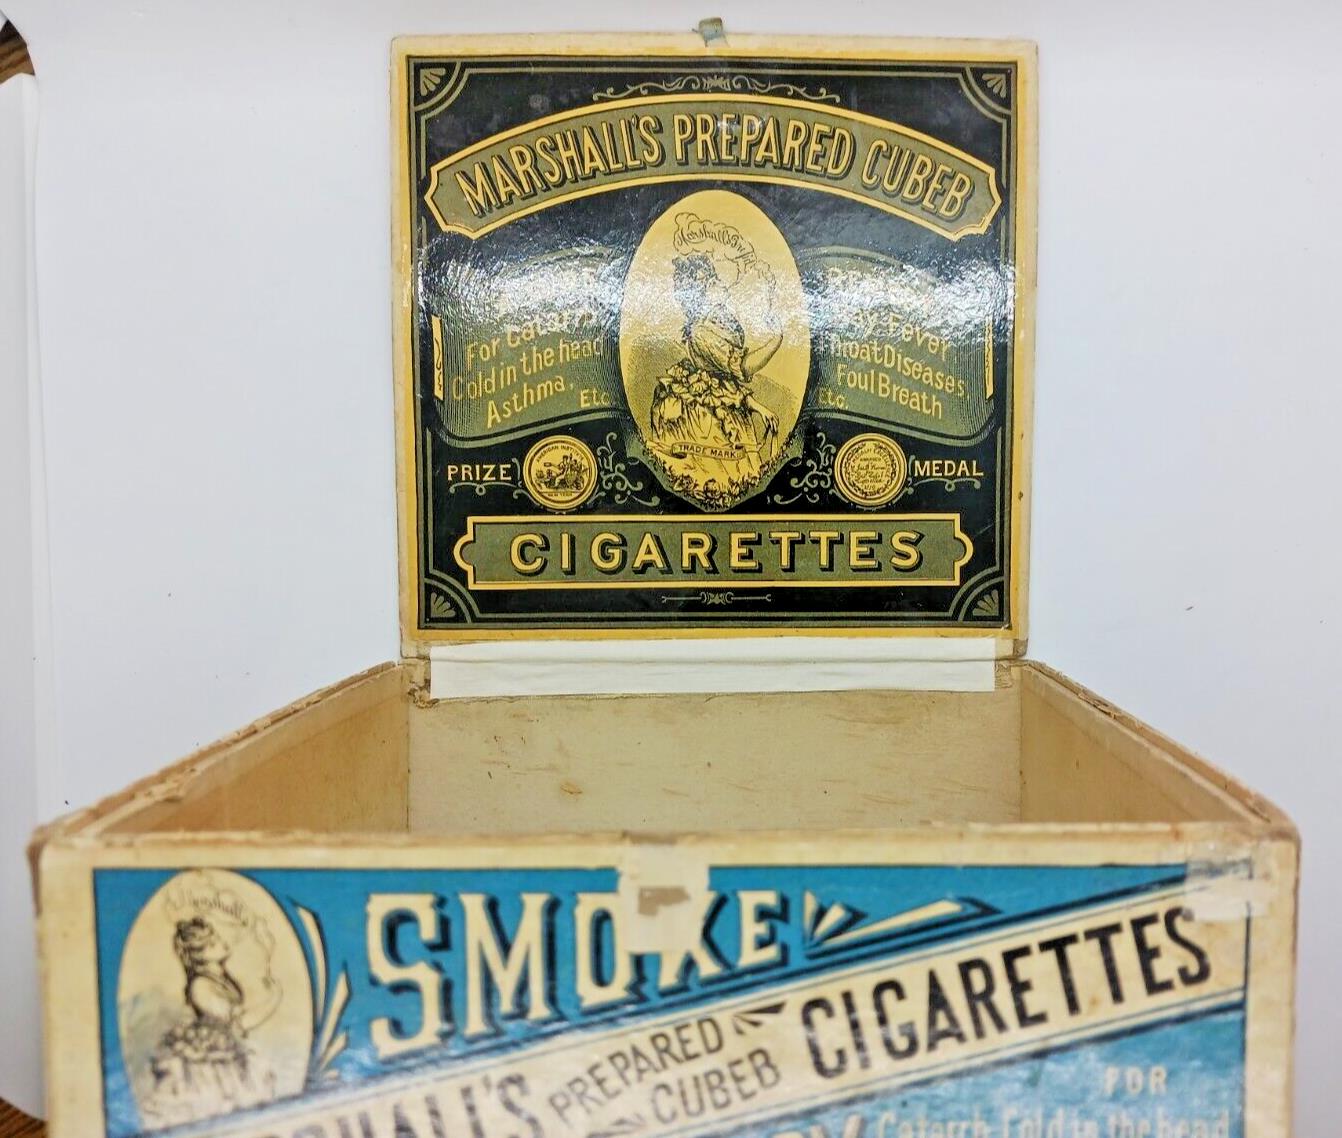 MARSHALL'S PREPARED CUBEB
For Catarrh
Cold in the head
Asthma. Etc
Hay Fever
Throat Diseases
Foul Breath
Etc.
TRADE MARK
PRIZE
MEDAL
CIGARETTES
SMOKE
PREPARED
CUBEB
CIGARETTES
FOR
Catarrh Cold in the head